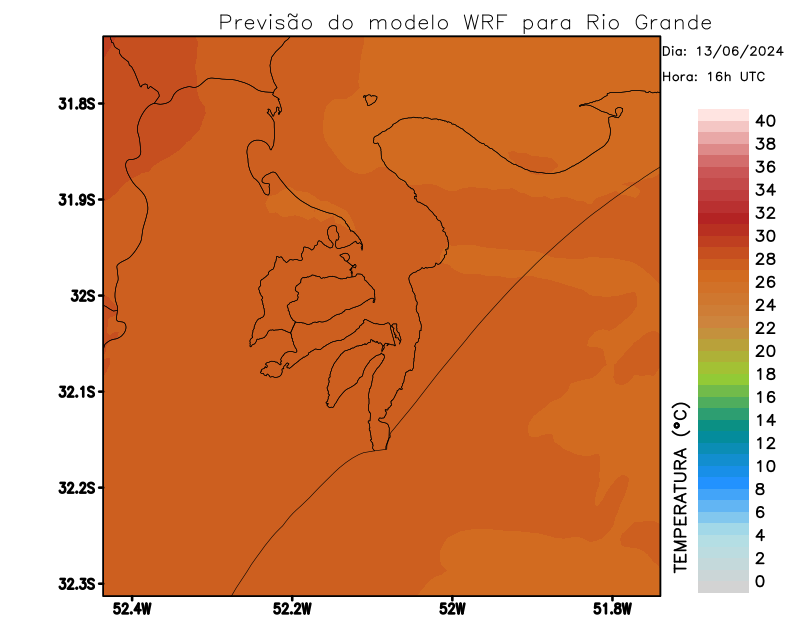 Previsão do modelo WRF para Rio Grande
Dia: 13/06/2024
Hora: 16h UTC
31.8S
31.9S
32S
32.1S
32.2S
32.3S
52.4W
52.2W
52W
51.8W
TEMPERATURA (°C)
40
38
36
34
32
30
28
26
24
22
20
18
16
14
12
10
8
6
4
2
0